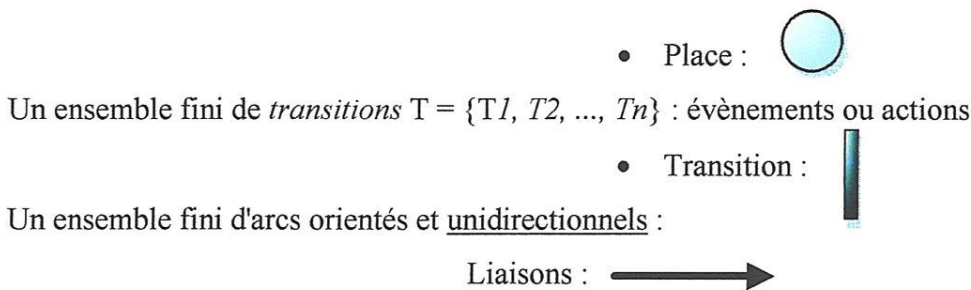 • Place :
Un ensemble fini de transitions T = {T1, T2, ..., Tn} : évènements ou actions
• Transition :
Un ensemble fini d'arcs orientés et unidirectionnels :
Liaisons :